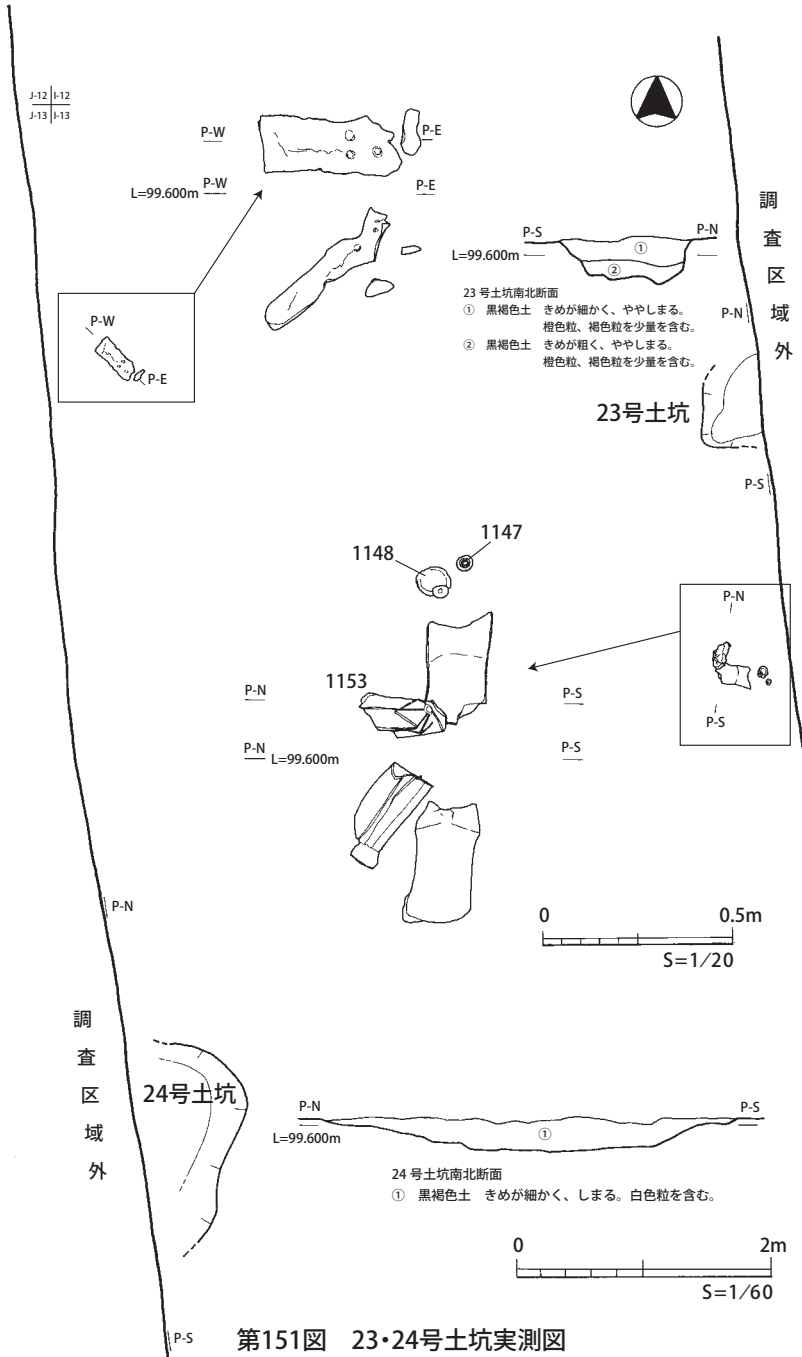 J-12 I-12
J-13 I-13
P-W
P-E
L=99.600m P-W
P-E
P-W
P-E
P-S
P-N
L=99.600m
①
②
23号土坑南北断面
① 黒褐色土 きめが細かく、ややしまる。
橙色粒、褐色粒を少量を含む。
② 黒褐色土 きめが粗く、ややしまる。
橙色粒、褐色粒を少量を含む。
調査区域外
P-N
23号土坑
P-S
1148
1147
1153
P-N
P-S
P-N L=99.600m
P-S
P-N
P-S
P-N
0 0.5m
S=1/20
調査区域外
24号土坑
P-N
P-S
L=99.600m
①
24号土坑南北断面
① 黒褐色土 きめが細かく、しまる。白色粒を含む。
0 2m
S=1/60
P-S
第151図 23・24号土坑実測図